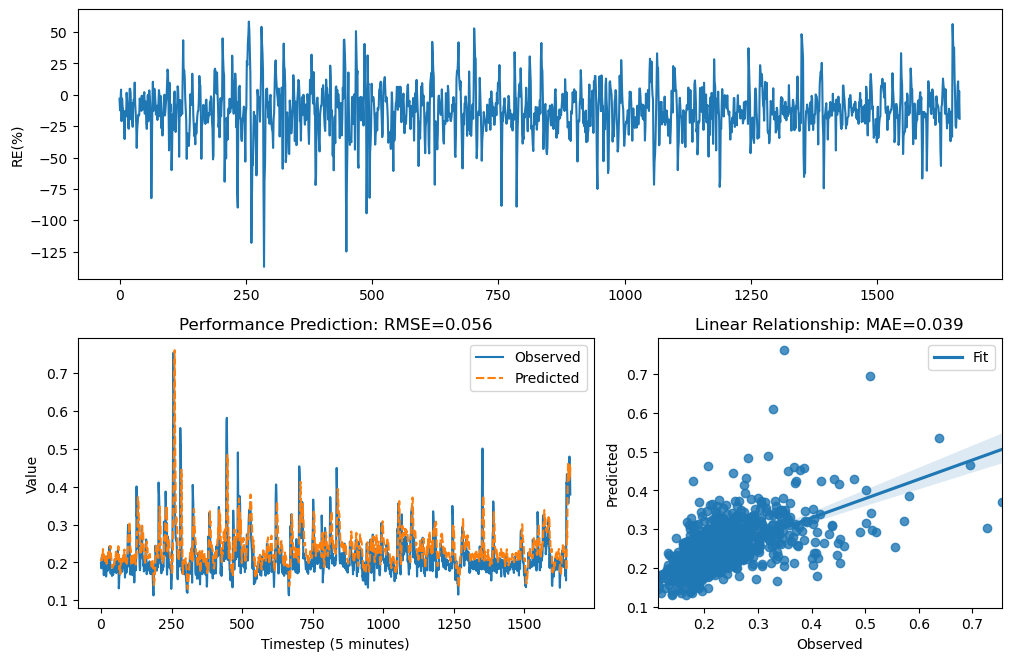 RE(%)
50
25
0
−25
−50
−75
−100
−125
0 250 500 750 1000 1250 1500
Performance Prediction: RMSE=0.056
Value
0.7
0.6
0.5
0.4
0.3
0.2
0.1
Observed
Predicted
0 250 500 750 1000 1250 1500
Timestep (5 minutes)
Linear Relationship: MAE=0.039
Predicted
0.7
0.6
0.5
0.4
0.3
0.2
0.1
Fit
0.2 0.3 0.4 0.5 0.6 0.7
Observed